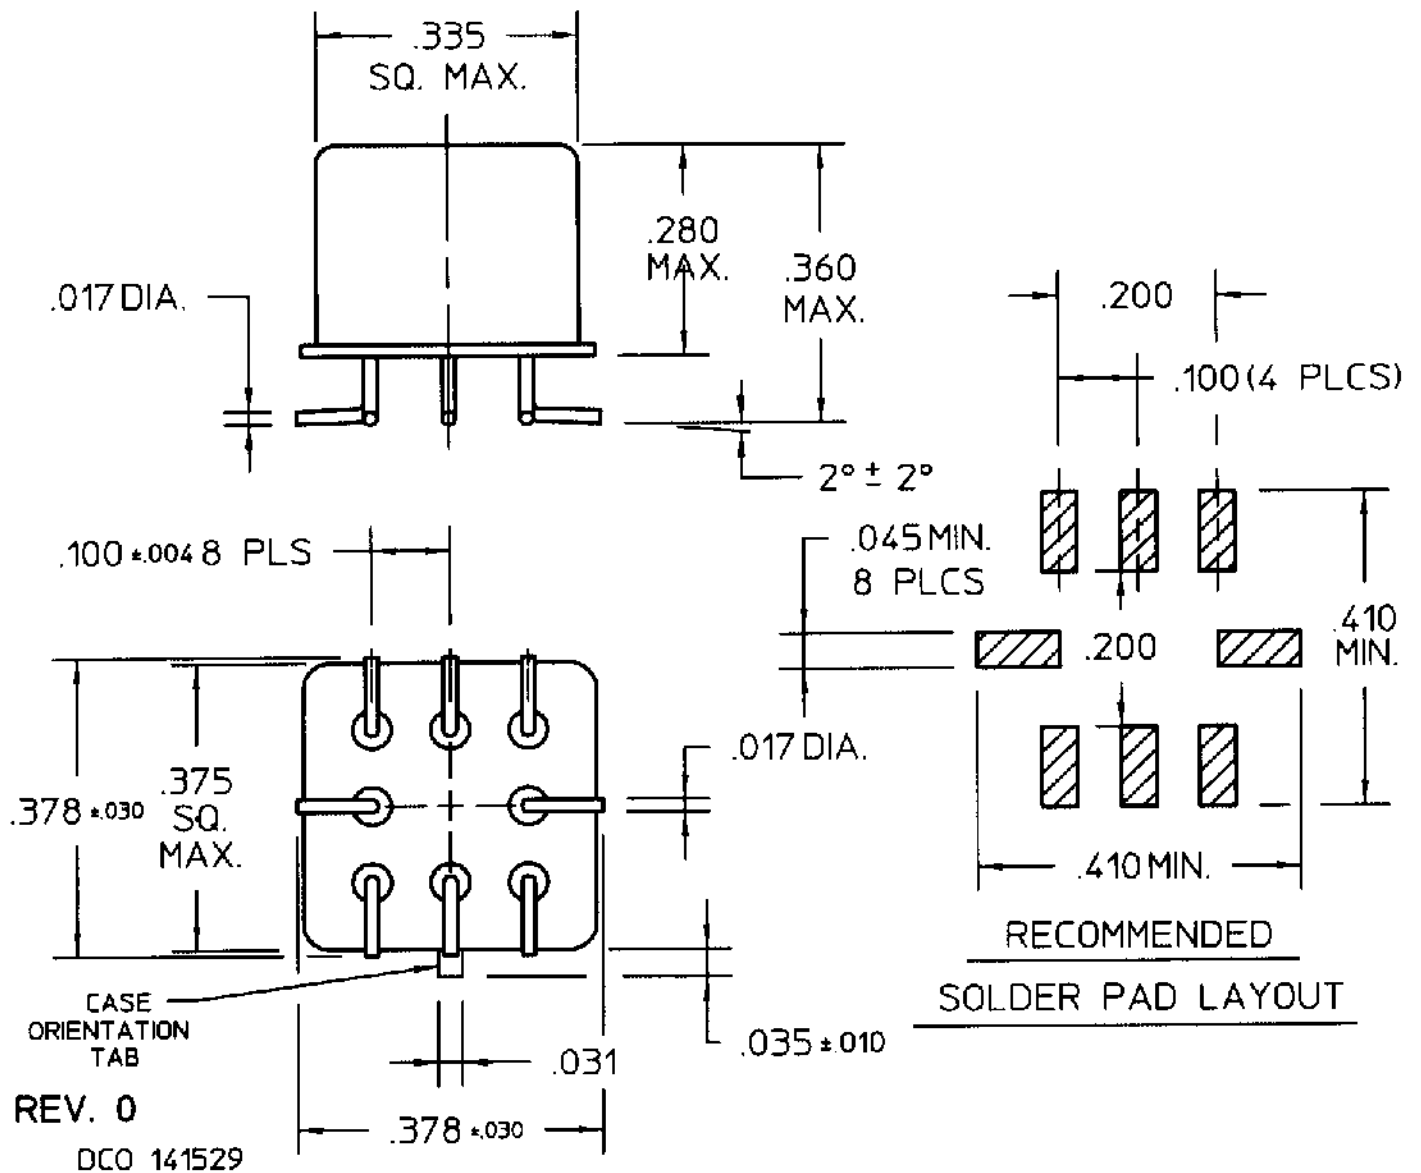 .335
SQ. MAX.
.280
MAX.
.360
MAX.
.017 DIA.
2° ± 2°
.200
.100 (4 PLCS)
.100 ±.004 8 PLS
.045 MIN.
8 PLCS
.410
MIN.
.200
.017 DIA.
.378 ±.030
.375
SQ.
MAX.
.410 MIN.
RECOMMENDED
SOLDER PAD LAYOUT
CASE
ORIENTATION
TAB
.035 ±.010
.031
REV. 0
.378 ±.030
DCO 141529